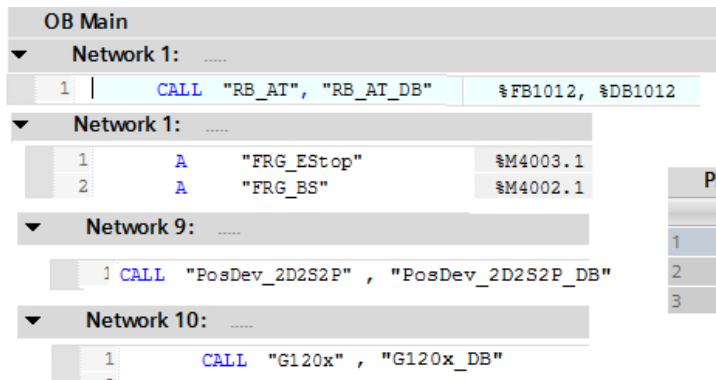 OB Main
Network 1: .....
1 CALL "RB_AT", "RB_AT_DB" %FB1012, %DB1012
Network 1: .....
1 A "FRG_EStop" %M4003.1
2 A "FRG_BS" %M4002.1
P
1
2
3
Network 9: .....
1 CALL "PosDev_2D2S2P" , "PosDev_2D2S2P_DB"
Network 10: .....
1 CALL "G120x" , "G120x_DB"